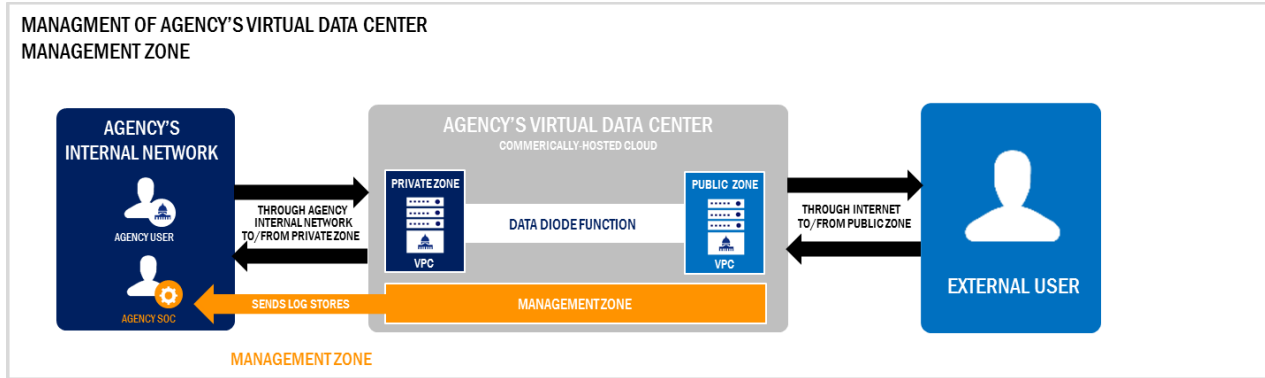 MANAGMENT OF AGENCY'S VIRTUAL DATA CENTER
MANAGEMENT ZONE
AGENCY'S
INTERNAL NETWORK
AGENCY USER
AGENCY SOC
THROUGH AGENCY
INTERNAL NETWORK
TO/FROM PRIVATE ZONE
SENDS LOG STORES
MANAGEMENT ZONE
AGENCY'S VIRTUAL DATA CENTER
COMMERICALLY-HOSTED CLOUD
PRIVATE ZONE
VPC
DATA DIODE FUNCTION
PUBLIC ZONE
VPC
MANAGEMENT ZONE
THROUGH INTERNET
TO/FROM PUBLIC ZONE
EXTERNAL USER